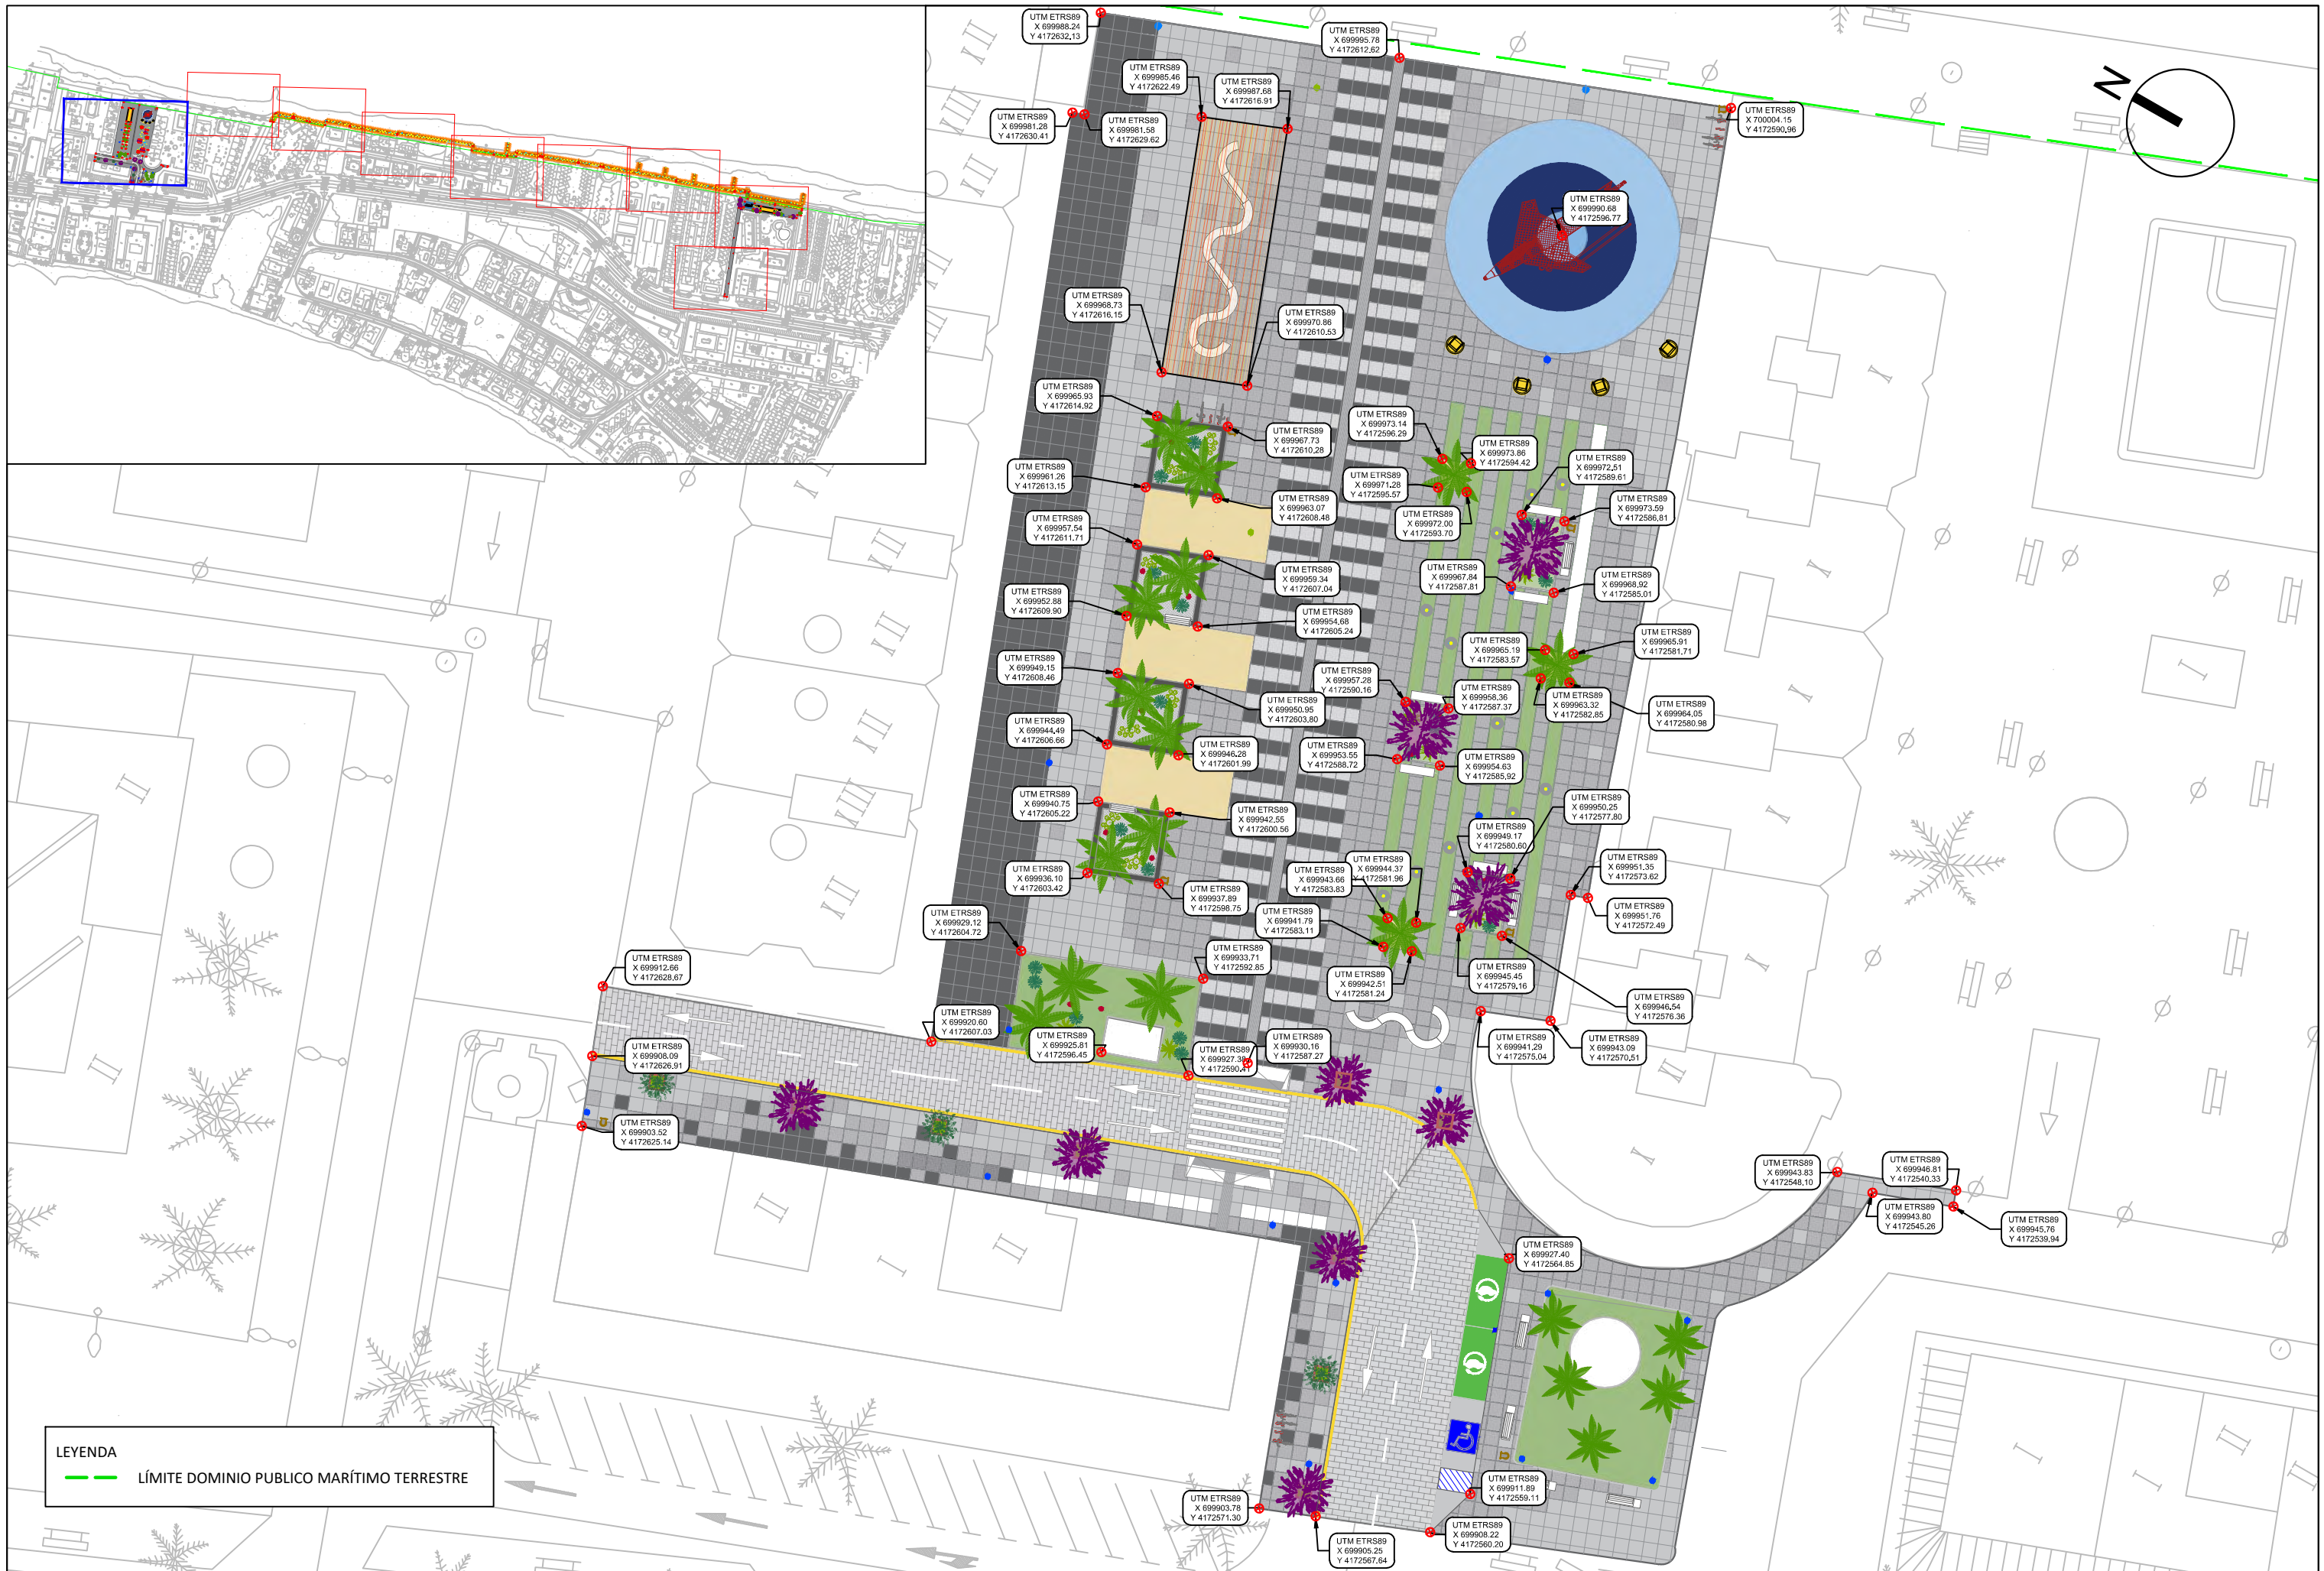 UTM ETRS89
X 699988.24
Y 4172632,13
UTM ETRS89
X 699995.78
Y 4172612,62
UTM ETRS89
X 699985.46
Y 4172622.49
UTM ETRS89
X 699987.68
Y 4172616.91
N
UTM ETRS89
X 699981.28
Y 4172630.41
UTM ETRS89
X 699981.58
Y 4172629.62
UTM ETRS89
X 700004.15
Y 4172590,96
UTM ETRS89
X 699990.68
Y 4172596.77
UTM ETRS89
X 699968.73
Y 4172616,15
UTM ETRS89
X 699970.86
Y 4172610,53
UTM ETRS89
X 699965.93
Y 4172614,92
UTM ETRS89
X 699967.73
Y 4172610,28
UTM ETRS89
X 699973.14
Y 4172596.29
UTM ETRS89
X 699973.86
Y 4172594.42
UTM ETRS89
X 699972,51
Y 4172589.61
UTM ETRS89
X 699961.26
Y 4172613,15
UTM ETRS89
X 699971.28
Y 4172595.57
UTM ETRS89
X 699963.07
Y 4172608,48
UTM ETRS89
X 699972.00
Y 4172593.70
UTM ETRS89
X 699973.59
Y 4172586,81
UTM ETRS89
X 699957.54
Y 4172611,71
UTM ETRS89
X 699959.34
Y 4172607.04
UTM ETRS89
X 699967.84
Y 4172587.81
UTM ETRS89
X 699968,92
Y 4172585.01
UTM ETRS89
X 699952.88
Y 4172609.90
UTM ETRS89
X 699954,68
Y 4172605.24
UTM ETRS89
X 699965.19
Y 4172583.57
UTM ETRS89
X 699965.91
Y 4172581,71
UTM ETRS89
X 699949.15
Y 4172608,46
UTM ETRS89
X 699957.28
Y 4172590.16
UTM ETRS89
X 699958,36
Y 4172587.37
UTM ETRS89
X 699950.95
Y 4172603,80
UTM ETRS89
X 699963.32
Y 4172582,85
UTM ETRS89
X 699964,05
Y 4172580.98
UTM ETRS89
X 699944,49
Y 4172606.66
UTM ETRS89
X 699946.28
Y 4172601.99
UTM ETRS89
X 699953.55
Y 4172588,72
UTM ETRS89
X 699954.63
Y 4172585,92
UTM ETRS89
X 699940.75
Y 4172605.22
UTM ETRS89
X 699942,55
Y 4172600.56
UTM ETRS89
X 699950.25
Y 4172577.80
UTM ETRS89
X 699949.17
Y 4172580,60
UTM ETRS89
X 699936.10
Y 4172603.42
UTM ETRS89
X 699937.89
Y 4172598.75
UTM ETRS89
X 699944.37
Y 4172581.96
UTM ETRS89
X 699943.66
Y 4172583.83
UTM ETRS89
X 699951,35
Y 4172573.62
UTM ETRS89
X 699951.76
Y 4172572.49
UTM ETRS89
X 699929.12
Y 4172604.72
UTM ETRS89
X 699941.79
Y 4172583,11
UTM ETRS89
X 699933,71
Y 4172592.85
UTM ETRS89
X 699912.66
Y 4172628,67
UTM ETRS89
X 699942.51
Y 4172581.24
UTM ETRS89
X 699945.45
Y 4172579,16
UTM ETRS89
X 699946.54
Y 4172576.36
UTM ETRS89
X 699920.60
Y 4172607.03
UTM ETRS89
X 699925.81
Y 4172596.45
UTM ETRS89
X 699930,16
Y 4172587.27
UTM ETRS89
X 699941,29
Y 4172575,04
UTM ETRS89
X 699943.09
Y 4172570,51
UTM ETRS89
X 699908.09
Y 4172626,91
UTM ETRS89
UTM ETRS89
X 699903.52
Y 4172625.14
UTM ETRS89
X 699943.83
Y 4172548,10
UTM ETRS89
X 699946.81
Y 4172540.33
UTM ETRS89
X 699943.80
Y 4172545,26
UTM ETRS89
X 699945,76
Y 4172539,94
UTM ETRS89
X 699927.40
Y 4172564.85
LEYENDA
LÍMITE DOMINIO PUBLICO MARÍTIMO TERRESTRE
UTM ETRS89
X 699903.78
Y 4172571.30
UTM ETRS89
X 699911.89
Y 4172559.11
UTM ETRS89
X 699908.22
Y 4172560.20
UTM ETRS89
X 699905.25
Y 4172567,64